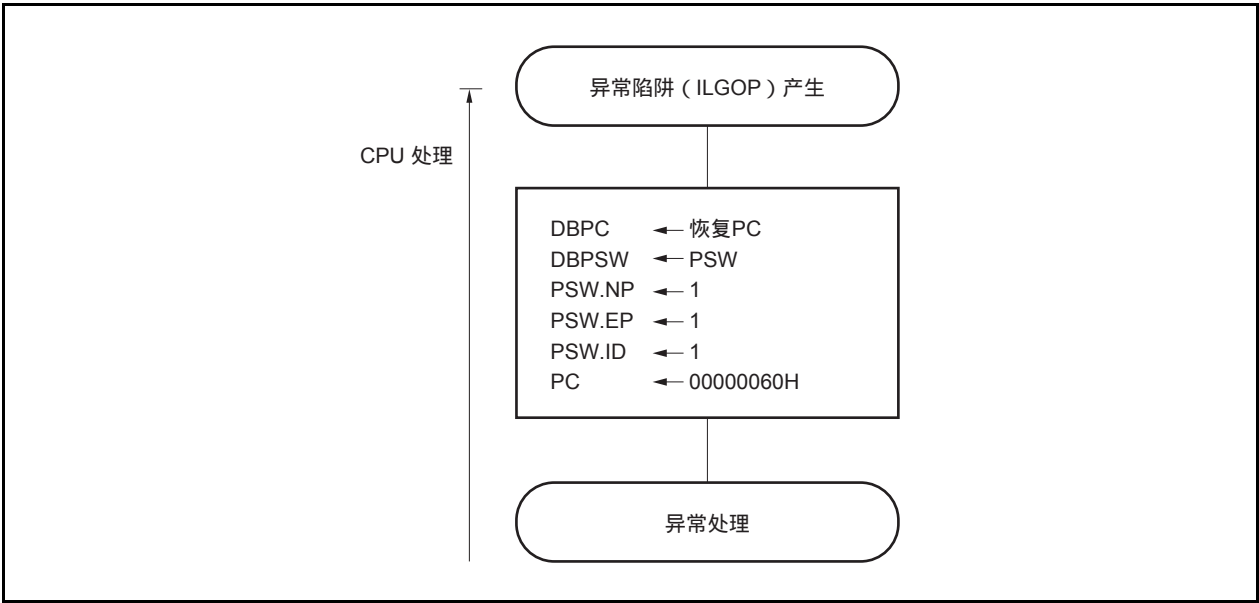 异常陷阱（ILGOP）产生
CPU 处理
DBPC ← 恢复PC
DBPSW ← PSW
PSW.NP ← 1
PSW.EP ← 1
PSW.ID ← 1
PC ← 00000060H
异常处理